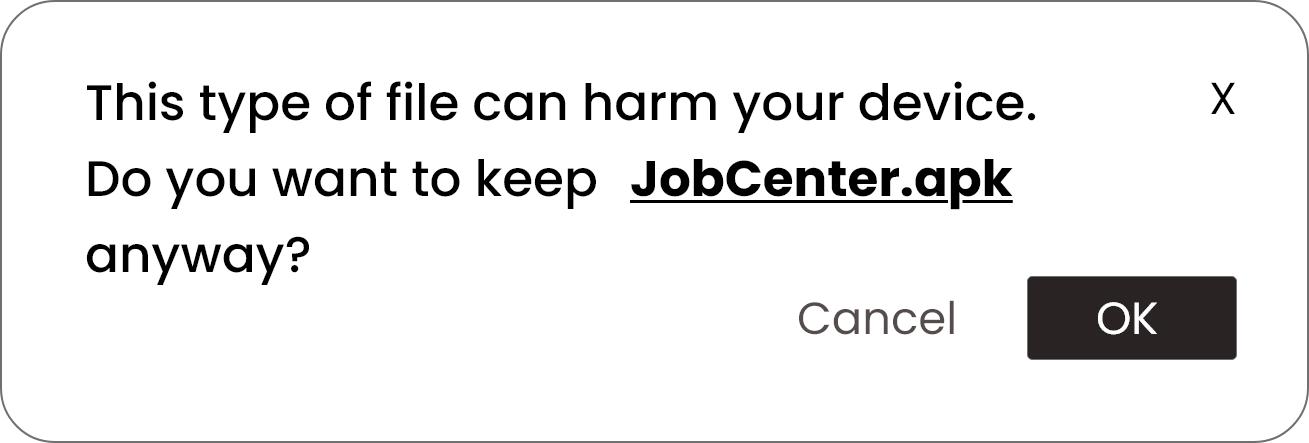 This type of file can harm your device.
X
Do you want to keep JobCenter.apk
anyway?
Cancel
OK